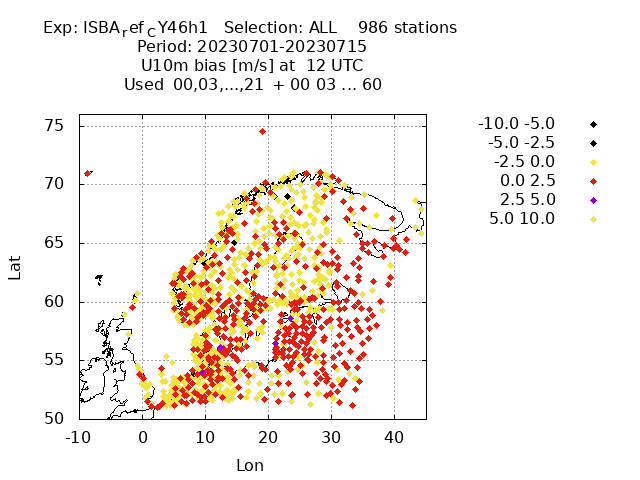 Exp: ISBA_ref_CY46h1 Selection: ALL 986 stations
Period: 20230701-20230715
U10m bias [m/s] at 12 UTC
Used 00,03,...,21 + 00 03 ... 60
-10.0 -5.0
-5.0 -2.5
-2.5 0.0
0.0 2.5
2.5 5.0
5.0 10.0
75
70
65
60
55
50
Lat
-10 0 10 20 30 40
Lon